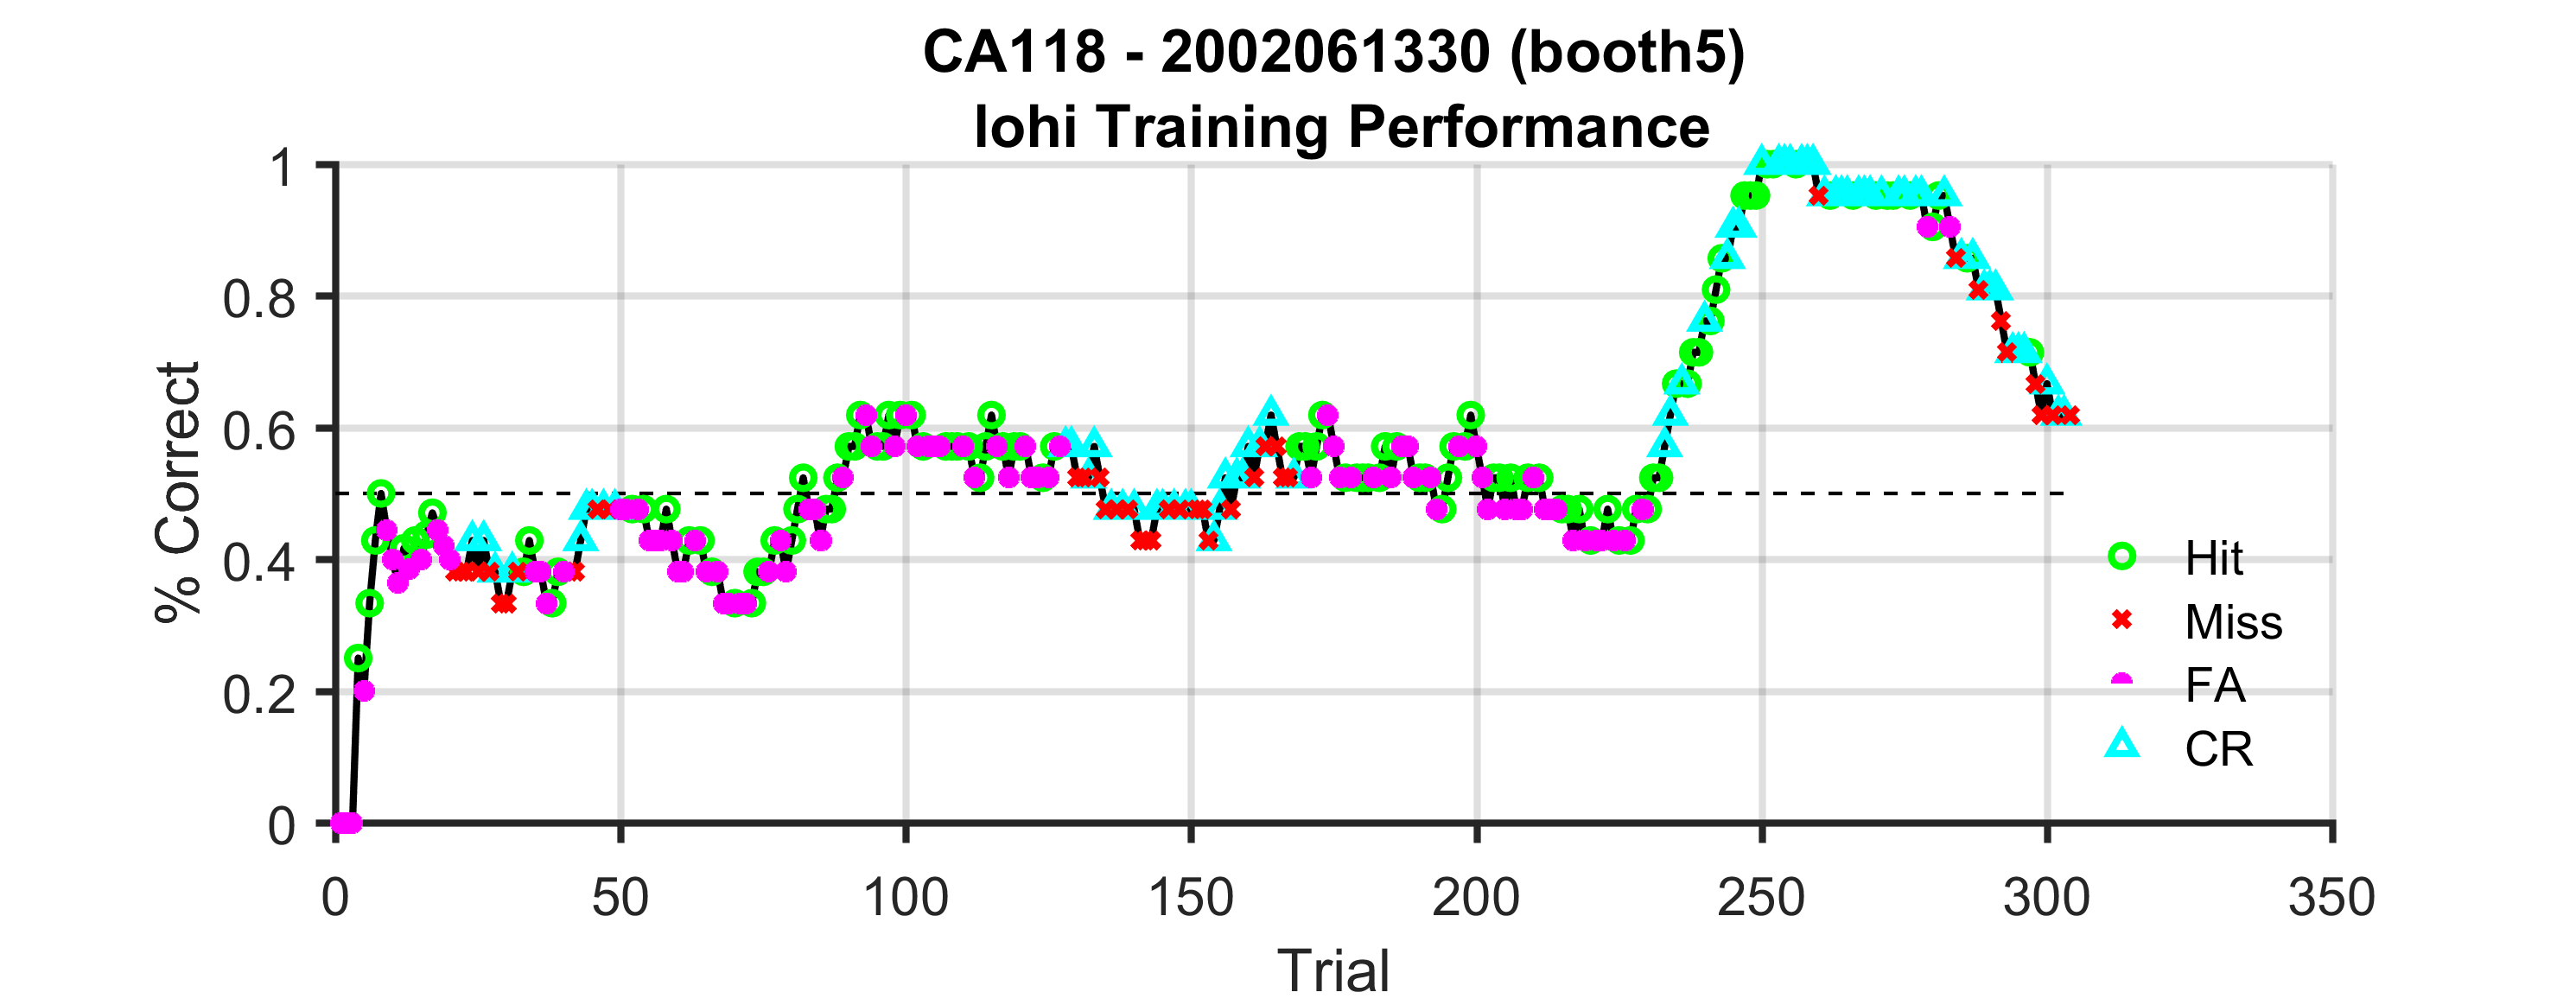 CA118 - 2002061330 (booth5)
lohi Training Performance
% Correct
1
0.8
0.6
0.4
0.2
0
0 50 100 150 200 250 300 350
Trial
Hit
Miss
FA
CR